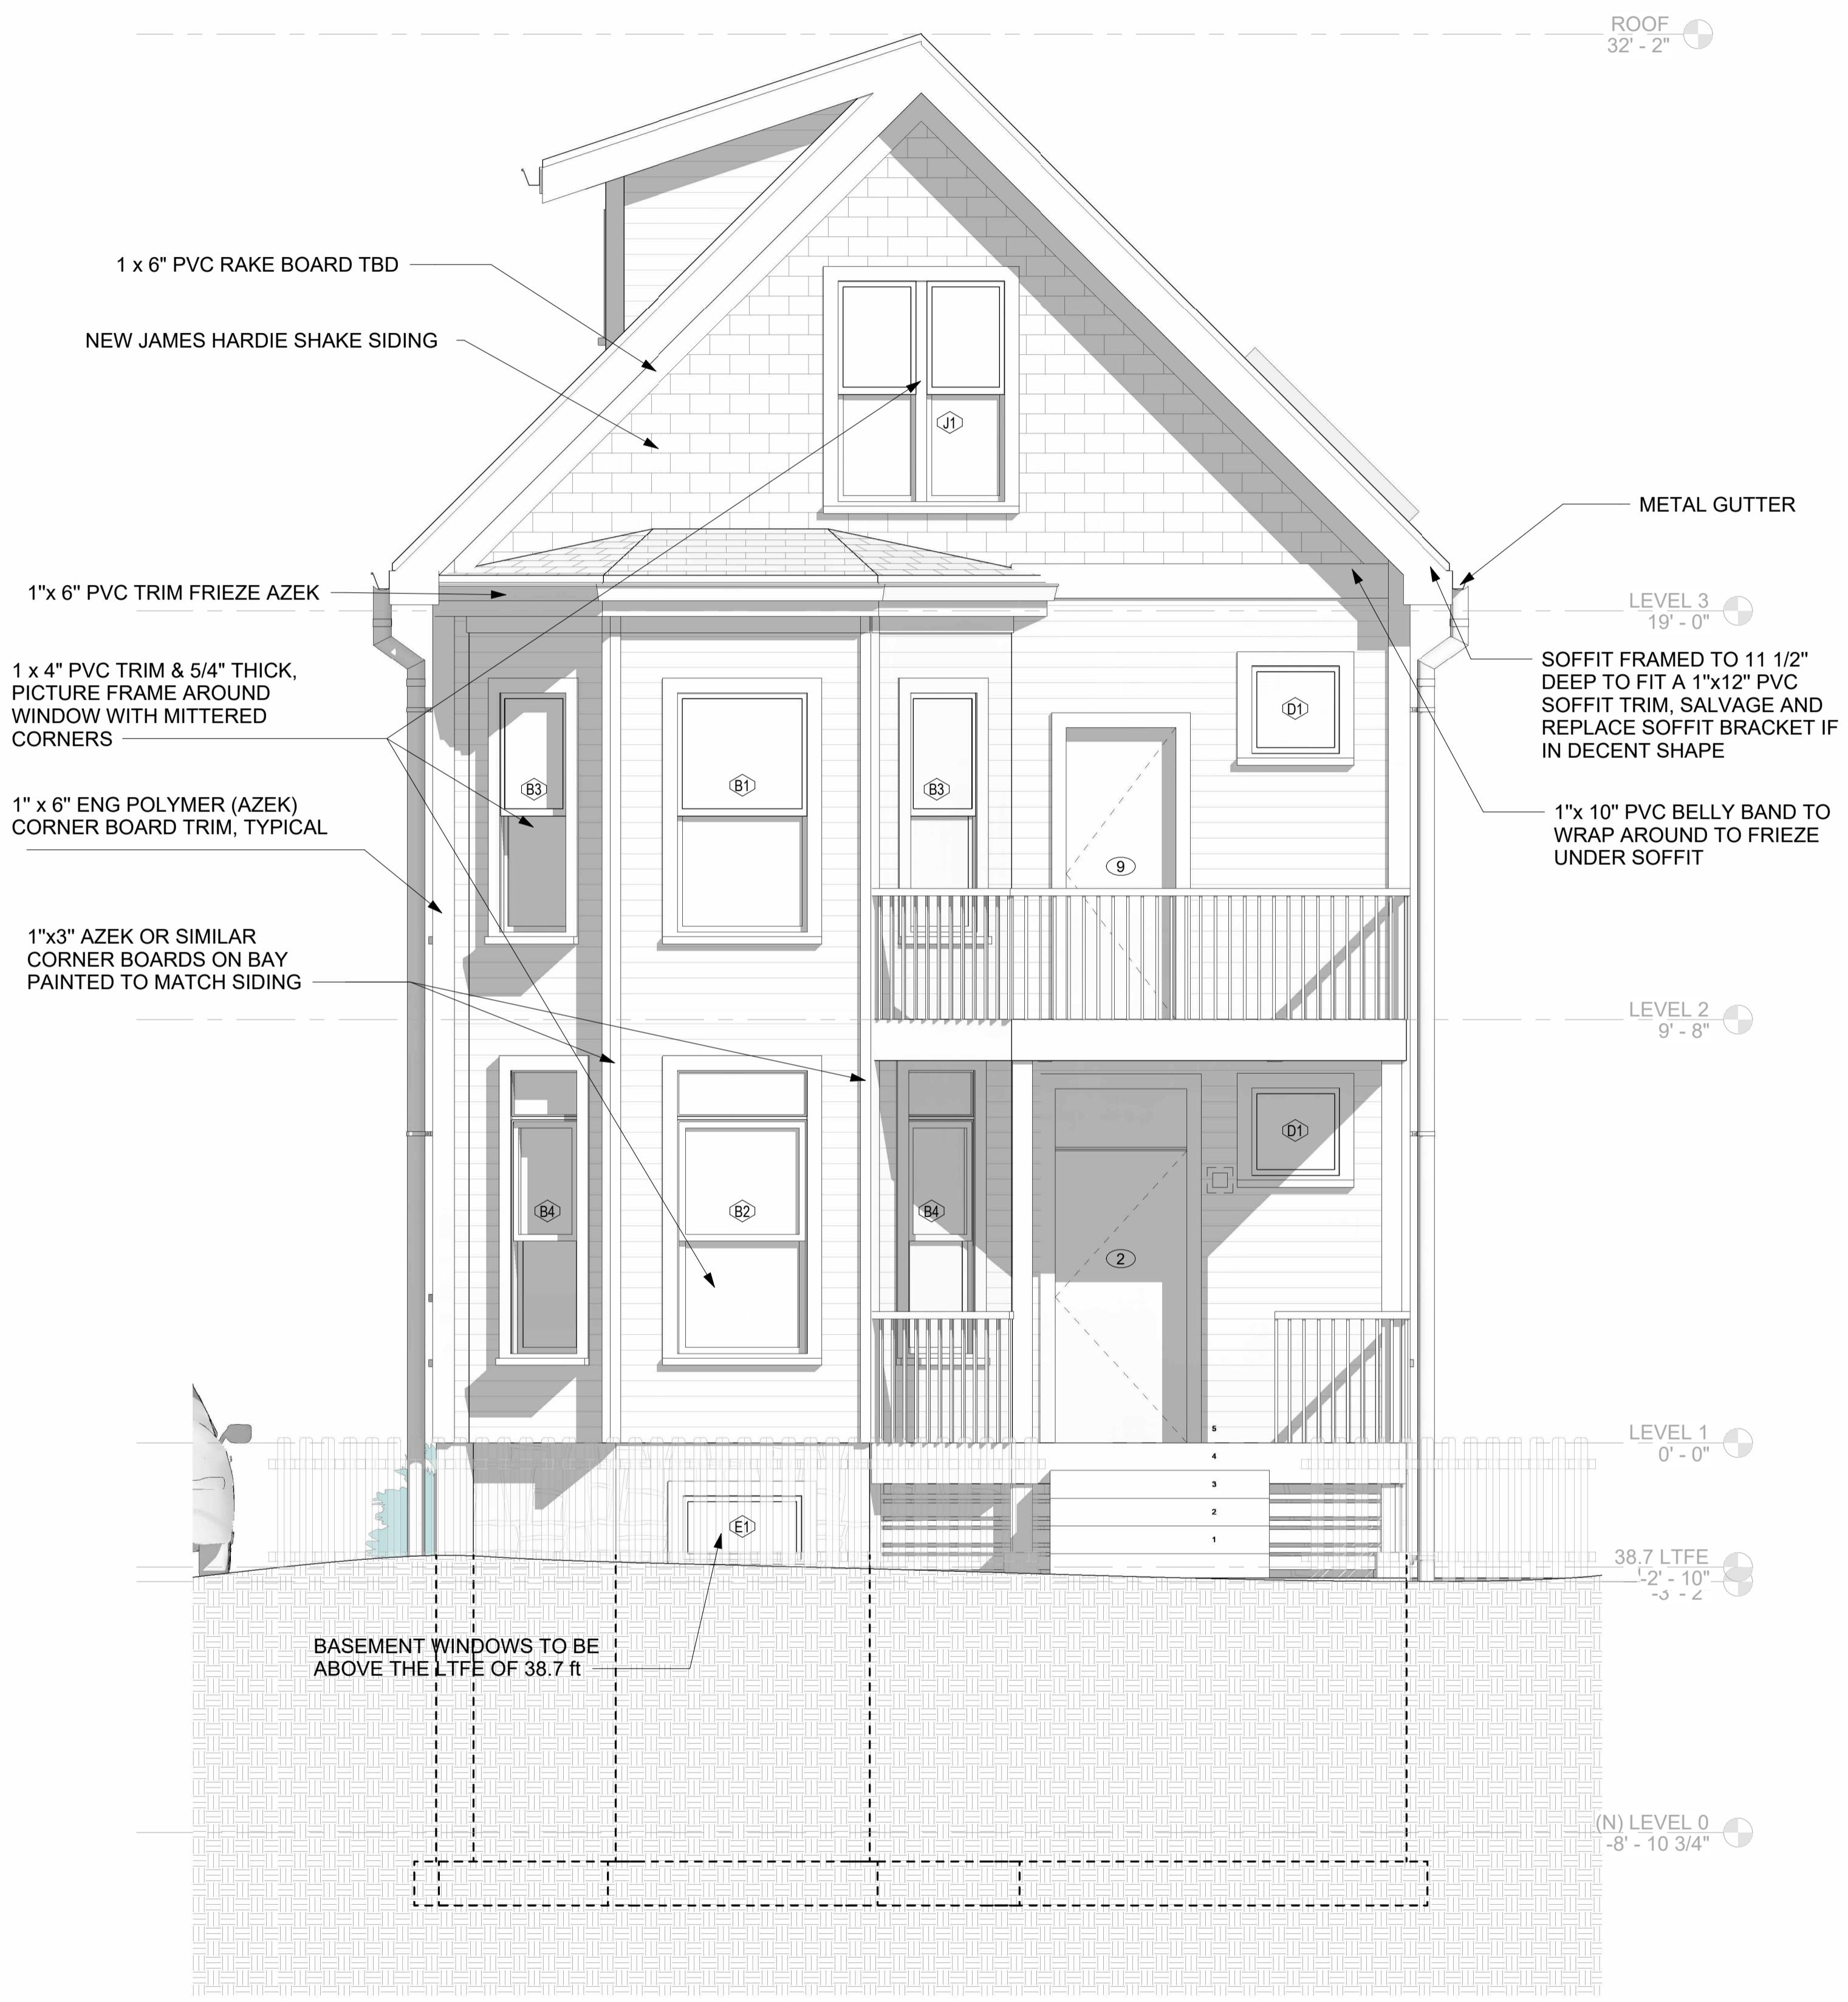 ROOF
32' - 2"
1 x 6" PVC RAKE BOARD TBD
NEW JAMES HARDIE SHAKE SIDING
J1
METAL GUTTER
1"x 6" PVC TRIM FRIEZE AZEK
LEVEL 3
19' - 0"
1 x 4" PVC TRIM & 5/4" THICK,
PICTURE FRAME AROUND
WINDOW WITH MITTERED
CORNERS
SOFFIT FRAMED TO 11 1/2"
DEEP TO FIT A 1"x12" PVC
SOFFIT TRIM, SALVAGE AND
REPLACE SOFFIT BRACKET IF
IN DECENT SHAPE
D1
B3
B1
B3
1" x 6" ENG POLYMER (AZEK)
CORNER BOARD TRIM, TYPICAL
1"x 10" PVC BELLY BAND TO
WRAP AROUND TO FRIEZE
UNDER SOFFIT
9
1"x3" AZEK OR SIMILAR
CORNER BOARDS ON BAY
PAINTED TO MATCH SIDING
LEVEL 2
9' - 8"
D1
B4
B2
B4
2
5
LEVEL 1
0' - 0"
4
3
2
E1
1
38.7 LTFE
-2' - 10"
-3' - 2"
BASEMENT WINDOWS TO BE
ABOVE THE LTFE OF 38.7 ft
(N) LEVEL 0
-8' - 10 3/4"